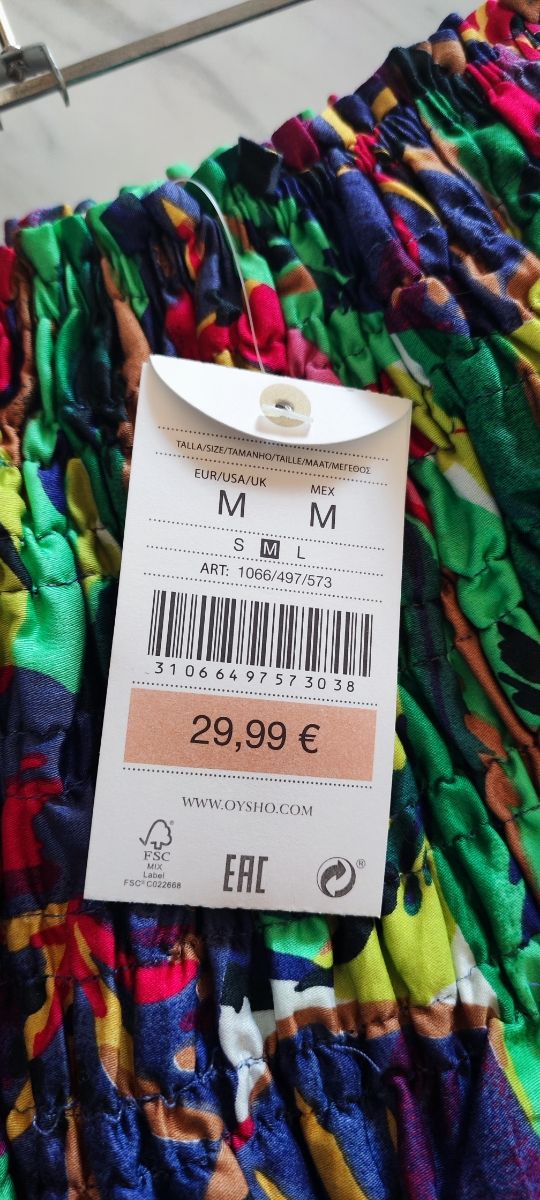 TALLA/SIZE/TAMANHO/TAILLE/MAAT/ΜΕΓΕΘΟΣ
EUR/USA/UK MEX
M M
S M L
ART: 1066/497/573
31066497573038
29,99 €
WWW.OYSHO.COM
FSC
MIX
Label
FSC® C022668
EAC
®